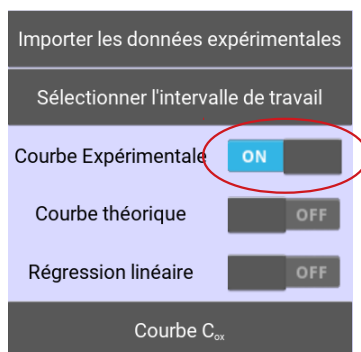 Importer les données expérimentales
Sélectionner l'intervalle de travail
Courbe Expérimentale ON
Courbe théorique OFF
Régression linéaire OFF
Courbe Cₒₓ